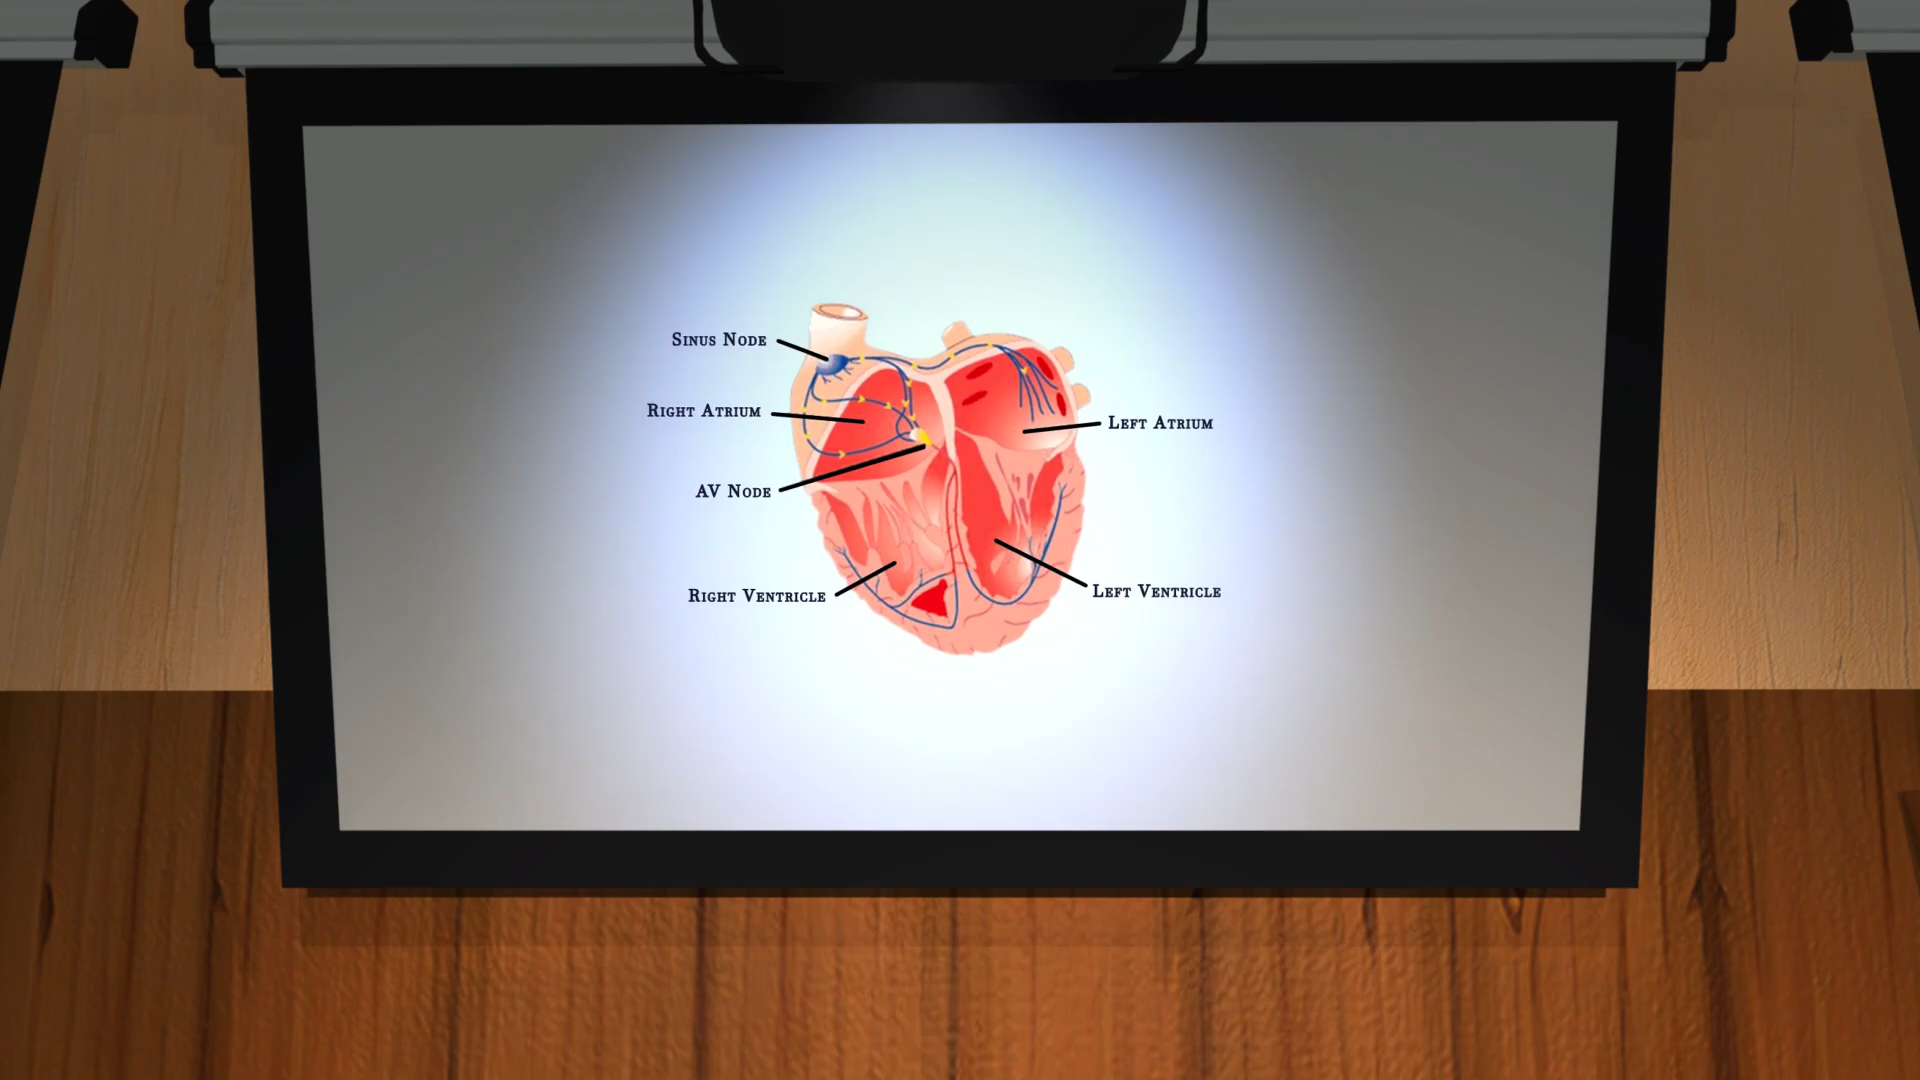 Sinus Node
Right Atrium
Left Atrium
AV Node
Left Ventricle
Right Ventricle